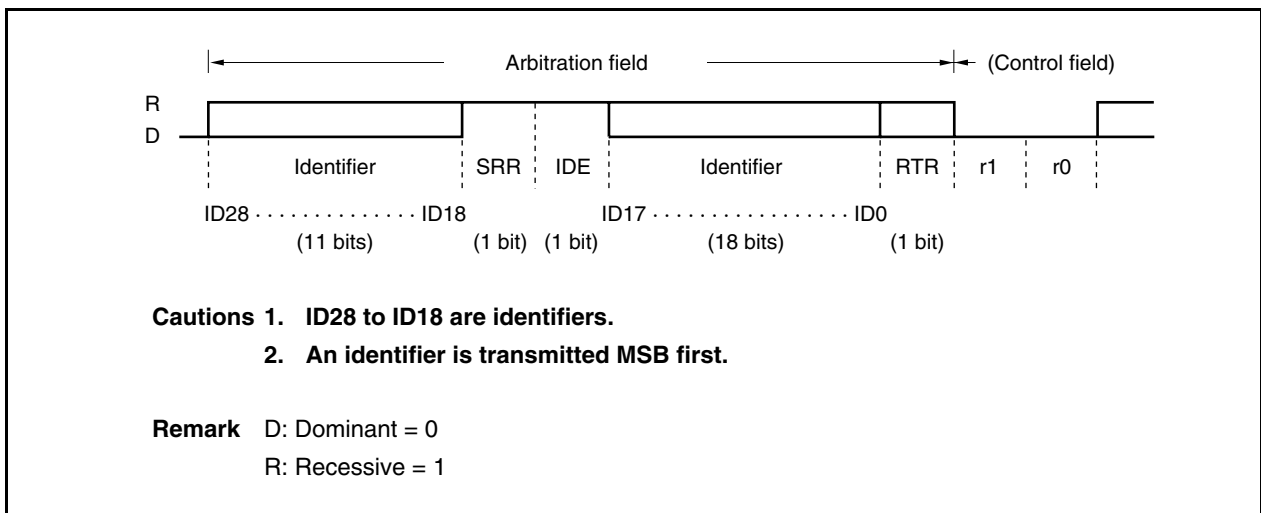 Arbitration field (Control field)
R
D
Identifier SRR IDE Identifier RTR r1 r0
ID28 · · · · · · · · · · · · · · ID18 ID17 · · · · · · · · · · · · · · · · · ID0
(11 bits) (1 bit) (1 bit) (18 bits) (1 bit)
Cautions 1. ID28 to ID18 are identifiers.
2. An identifier is transmitted MSB first.
Remark D: Dominant = 0
R: Recessive = 1